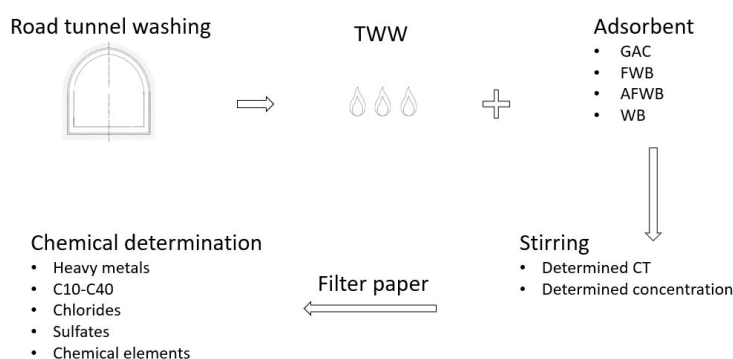 Road tunnel washing
TWW
Adsorbent
• GAC
• FWB
• AFWB
• WB
Stirring
• Determined CT
• Determined concentration
Filter paper
Chemical determination
• Heavy metals
• C10-C40
• Chlorides
• Sulfates
• Chemical elements